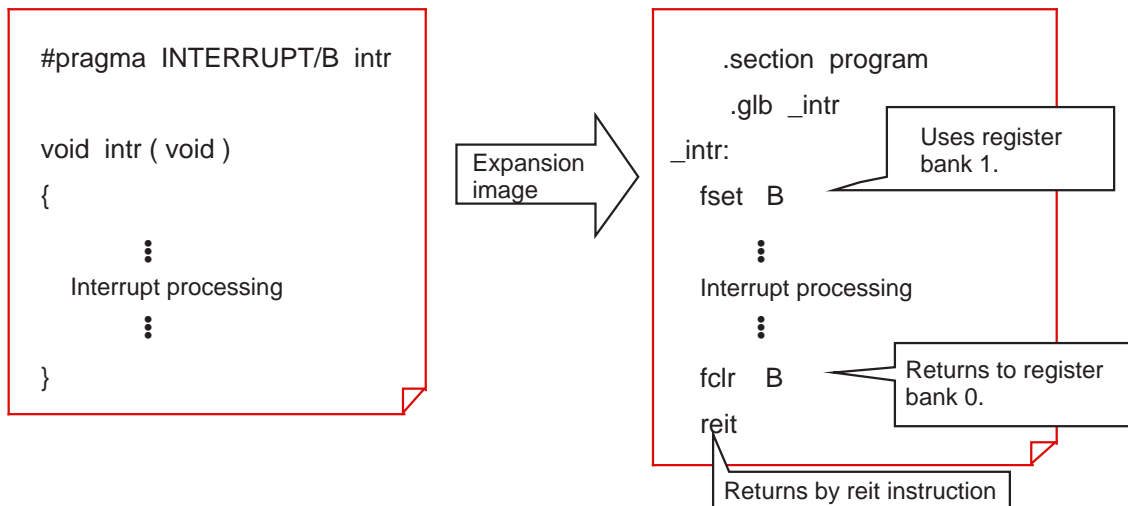 #pragma INTERRUPT/B intr
void intr ( void )
{
Interrupt processing
}
Expansion
image
.section program
.glb _intr
_intr:
fset B
Uses register
bank 1.
Interrupt processing
fclr B
Returns to register
bank 0.
reit
Returns by reit instruction